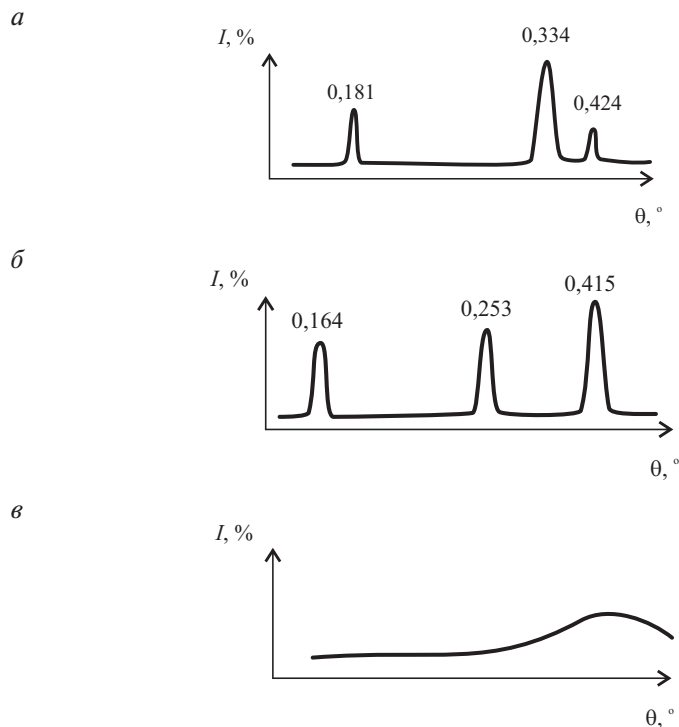 а
I, %
0,334
0,181
0,424
θ, °
б
I, %
0,415
0,253
0,164
θ, °
в
I, %
θ, °